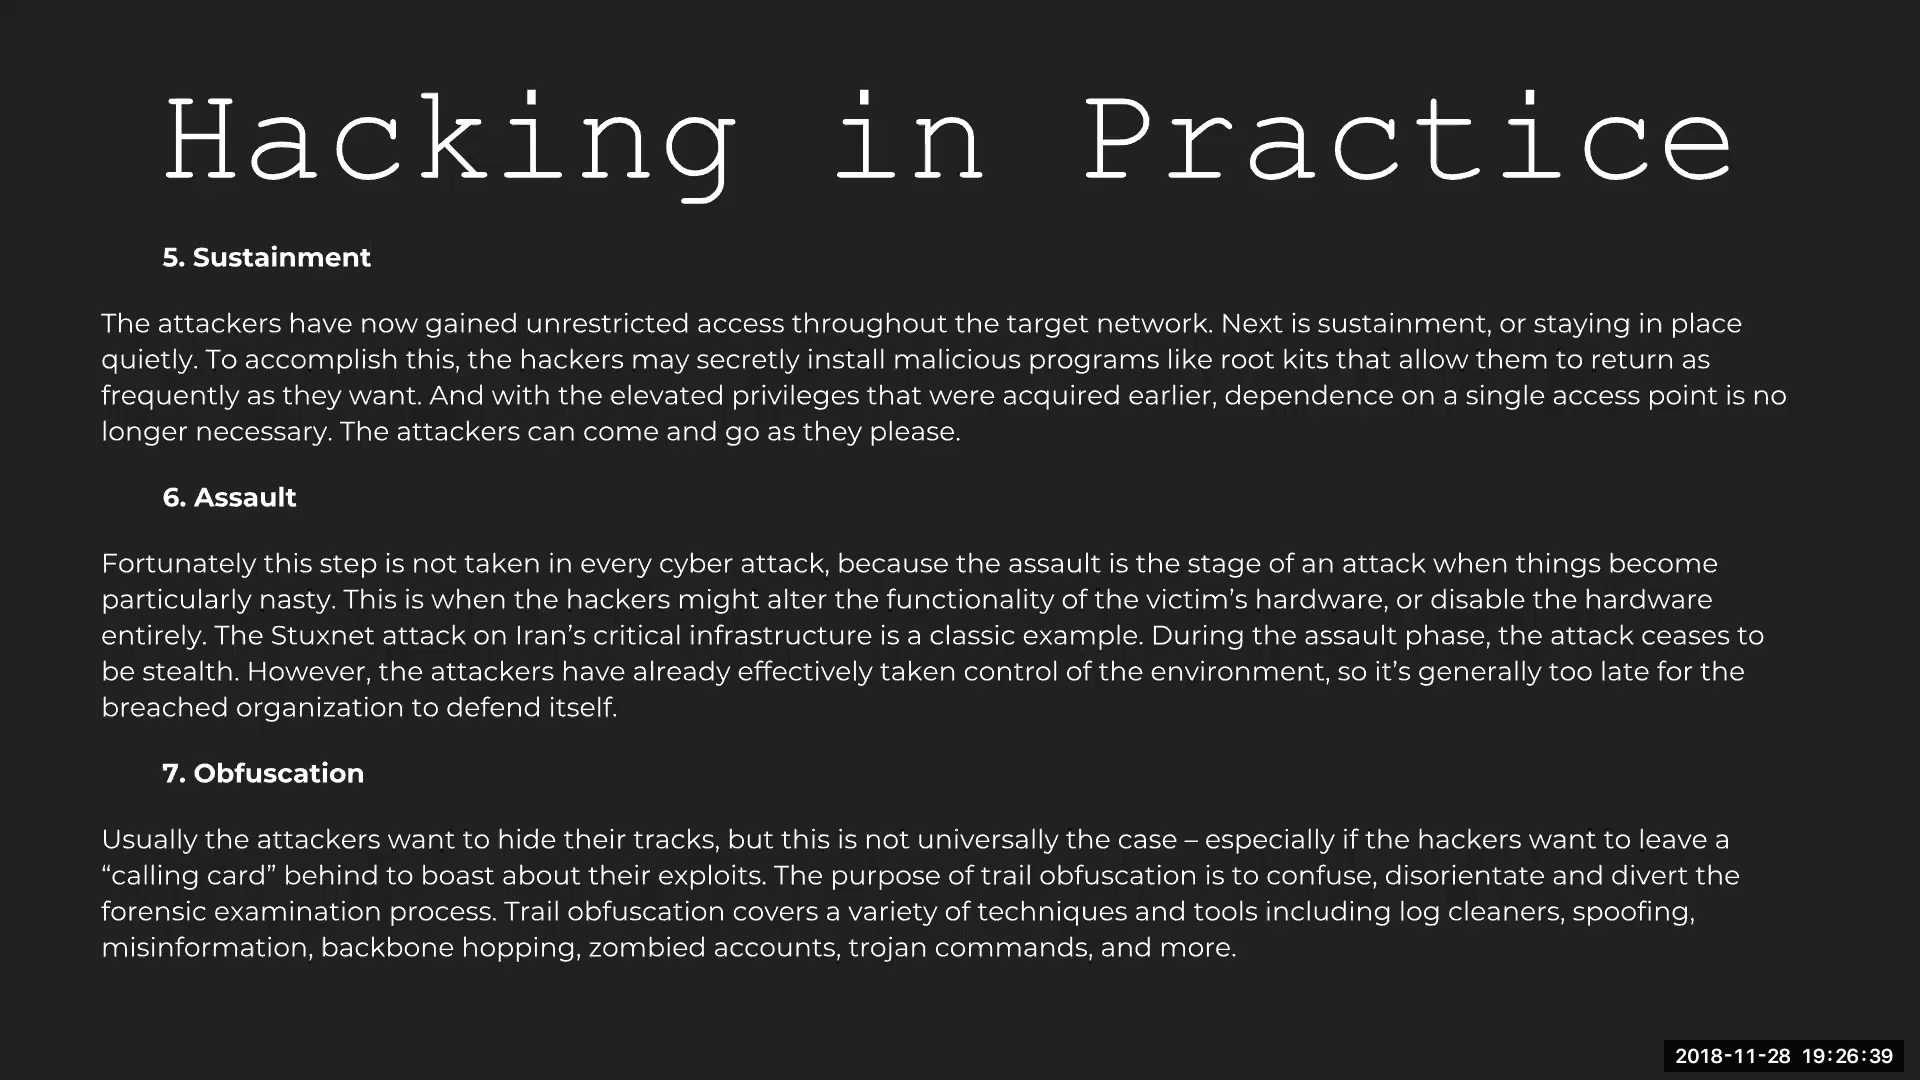 Hacking in Practice
5. Sustainment
The attackers have now gained unrestricted access throughout the target network. Next is sustainment, or staying in place
quietly. To accomplish this, the hackers may secretly install malicious programs like root kits that allow them to return as
frequently as they want. And with the elevated privileges that were acquired earlier, dependence on a single access point is no
longer necessary. The attackers can come and go as they please.
6. Assault
Fortunately this step is not taken in every cyber attack, because the assault is the stage of an attack when things become
particularly nasty. This is when the hackers might alter the functionality of the victim’s hardware, or disable the hardware
entirely. The Stuxnet attack on Iran’s critical infrastructure is a classic example. During the assault phase, the attack ceases to
be stealth. However, the attackers have already effectively taken control of the environment, so it’s generally too late for the
breached organization to defend itself.
7. Obfuscation
Usually the attackers want to hide their tracks, but this is not universally the case – especially if the hackers want to leave a
“calling card” behind to boast about their exploits. The purpose of trail obfuscation is to confuse, disorientate and divert the
forensic examination process. Trail obfuscation covers a variety of techniques and tools including log cleaners, spoofing,
misinformation, backbone hopping, zombied accounts, trojan commands, and more.
2018-11-28 19:26:39